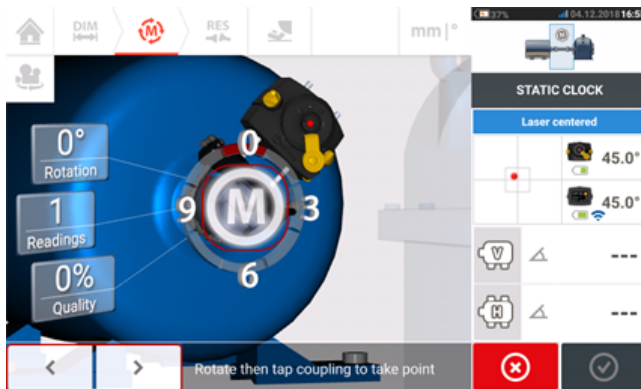 DIM
M
RES
mm | °
37%
04.12.2018 16:5
STATIC CLOCK
Laser centered
45.0°
45.0°
V
---
H
---
0°
Rotation
1
Readings
0%
Quality
0
3
6
9
M
Rotate then tap coupling to take point